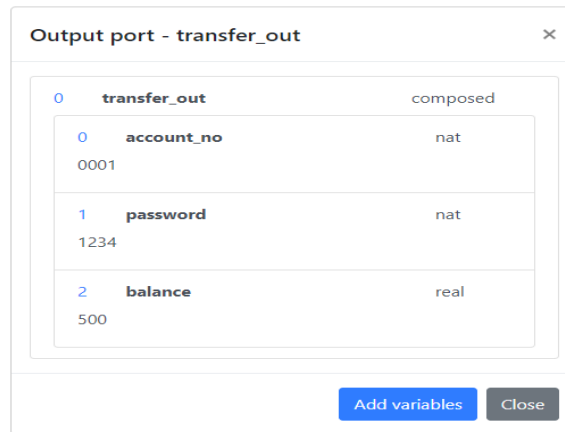 Output port - transfer_out ×
0 transfer_out composed
0 account_no nat
0001
1 password nat
1234
2 balance real
500
Add variables Close